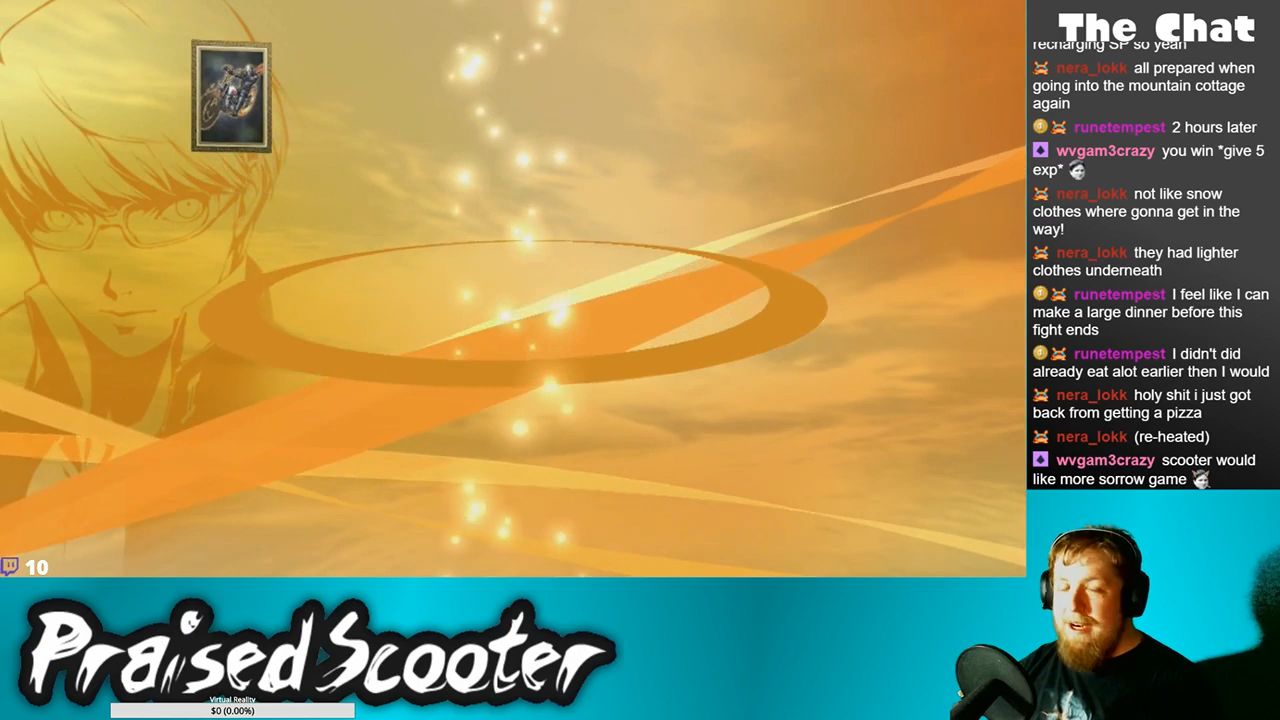 The Chat
recharging SP so yeah
nera_lokk all prepared when
going into the mountain cottage
again
runetempest 2 hours later
wvgam3crazy you win *give 5
exp*
nera_lokk not like snow
clothes where gonna get in the
way!
nera_lokk they had lighter
clothes underneath
runetempest I feel like I can
make a large dinner before this
fight ends
runetempest I didn't did
already eat alot earlier then I would
nera_lokk holy shit i just got
back from getting a pizza
nera_lokk (re-heated)
wvgam3crazy scooter would
like more sorrow game
10
PraisedScooter
Virtual Reality
$0 (0.00%)